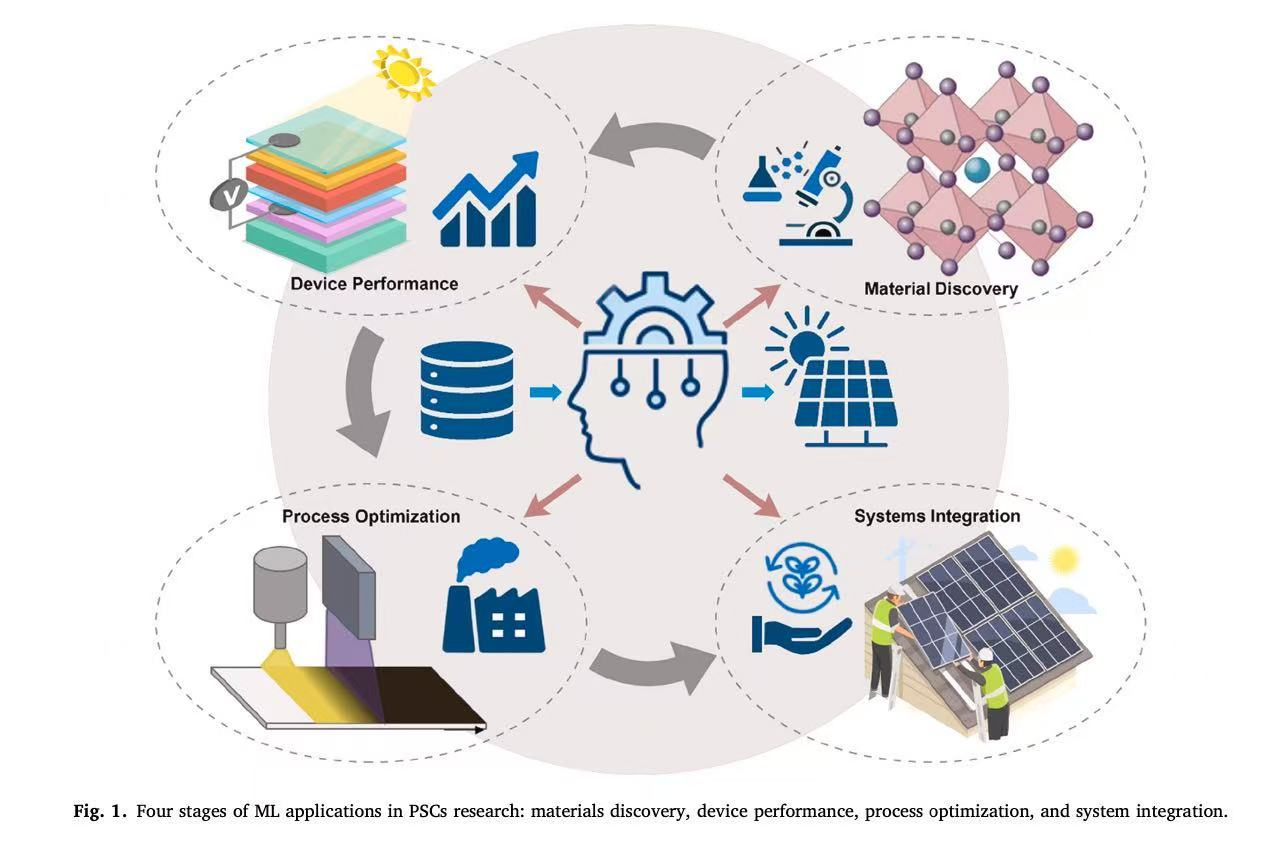 Device Performance
Material Discovery
V
Process Optimization
Systems Integration
Fig. 1. Four stages of ML applications in PSCs research: materials discovery, device performance, process optimization, and system integration.